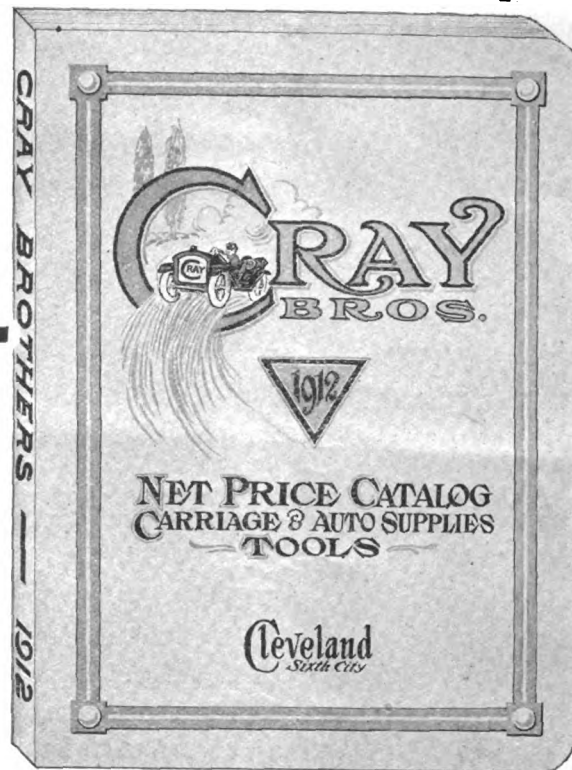 CRAY BROTHERS — 1912
CRAY
BROS.
CRAY
1912
NET PRICE CATALOG
CARRIAGE & AUTO SUPPLIES
TOOLS
Cleveland
Sixth City